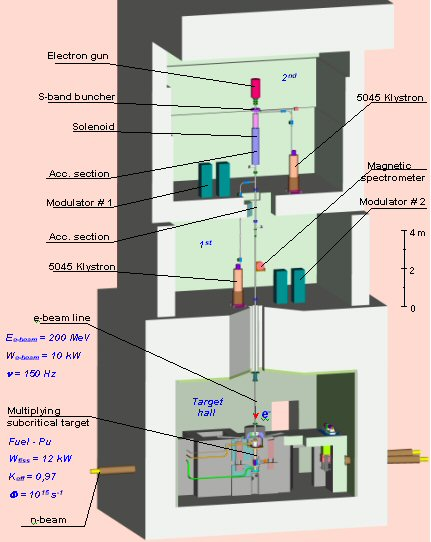 Electron gun
2nd
S-band buncher
5045 Klystron
Solenoid
Magnetic
spectrometer
Acc. section
Modulator # 1
Modulator # 2
Acc. section
1st
4 m
5045 Klystron
2
0
e-beam line
Ee-beam = 200 MeV
We-beam = 10 kW
ν = 150 Hz
Target
hall
e-
Multiplying
subcritical target
Fuel - Pu
Wfiss = 12 kW
Keff = 0,97
Φ = 10¹⁵ s⁻¹
n-beam